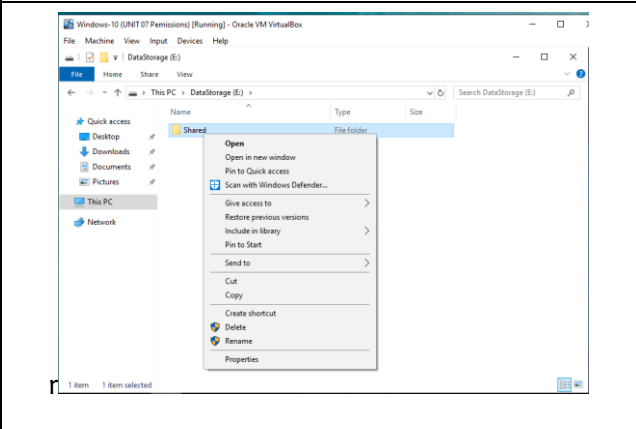 Windows-10 (UNIT 07 Pemissions) [Running] - Oracle VM VirtualBox
File Machine View Input Devices Help
DataStorage (E:)
File Home Share View
This PC > DataStorage (E:) >
Search DataStorage (E:)
Name Type Size
Quick access
Desktop
Downloads
Documents
Pictures
This PC
Network
Shared File folder
Open
Open in new window
Pin to Quick access
Scan with Windows Defender...
Give access to
Restore previous versions
Include in library
Pin to Start
Send to
Cut
Copy
Create shortcut
Delete
Rename
Properties
1 item 1 item selected